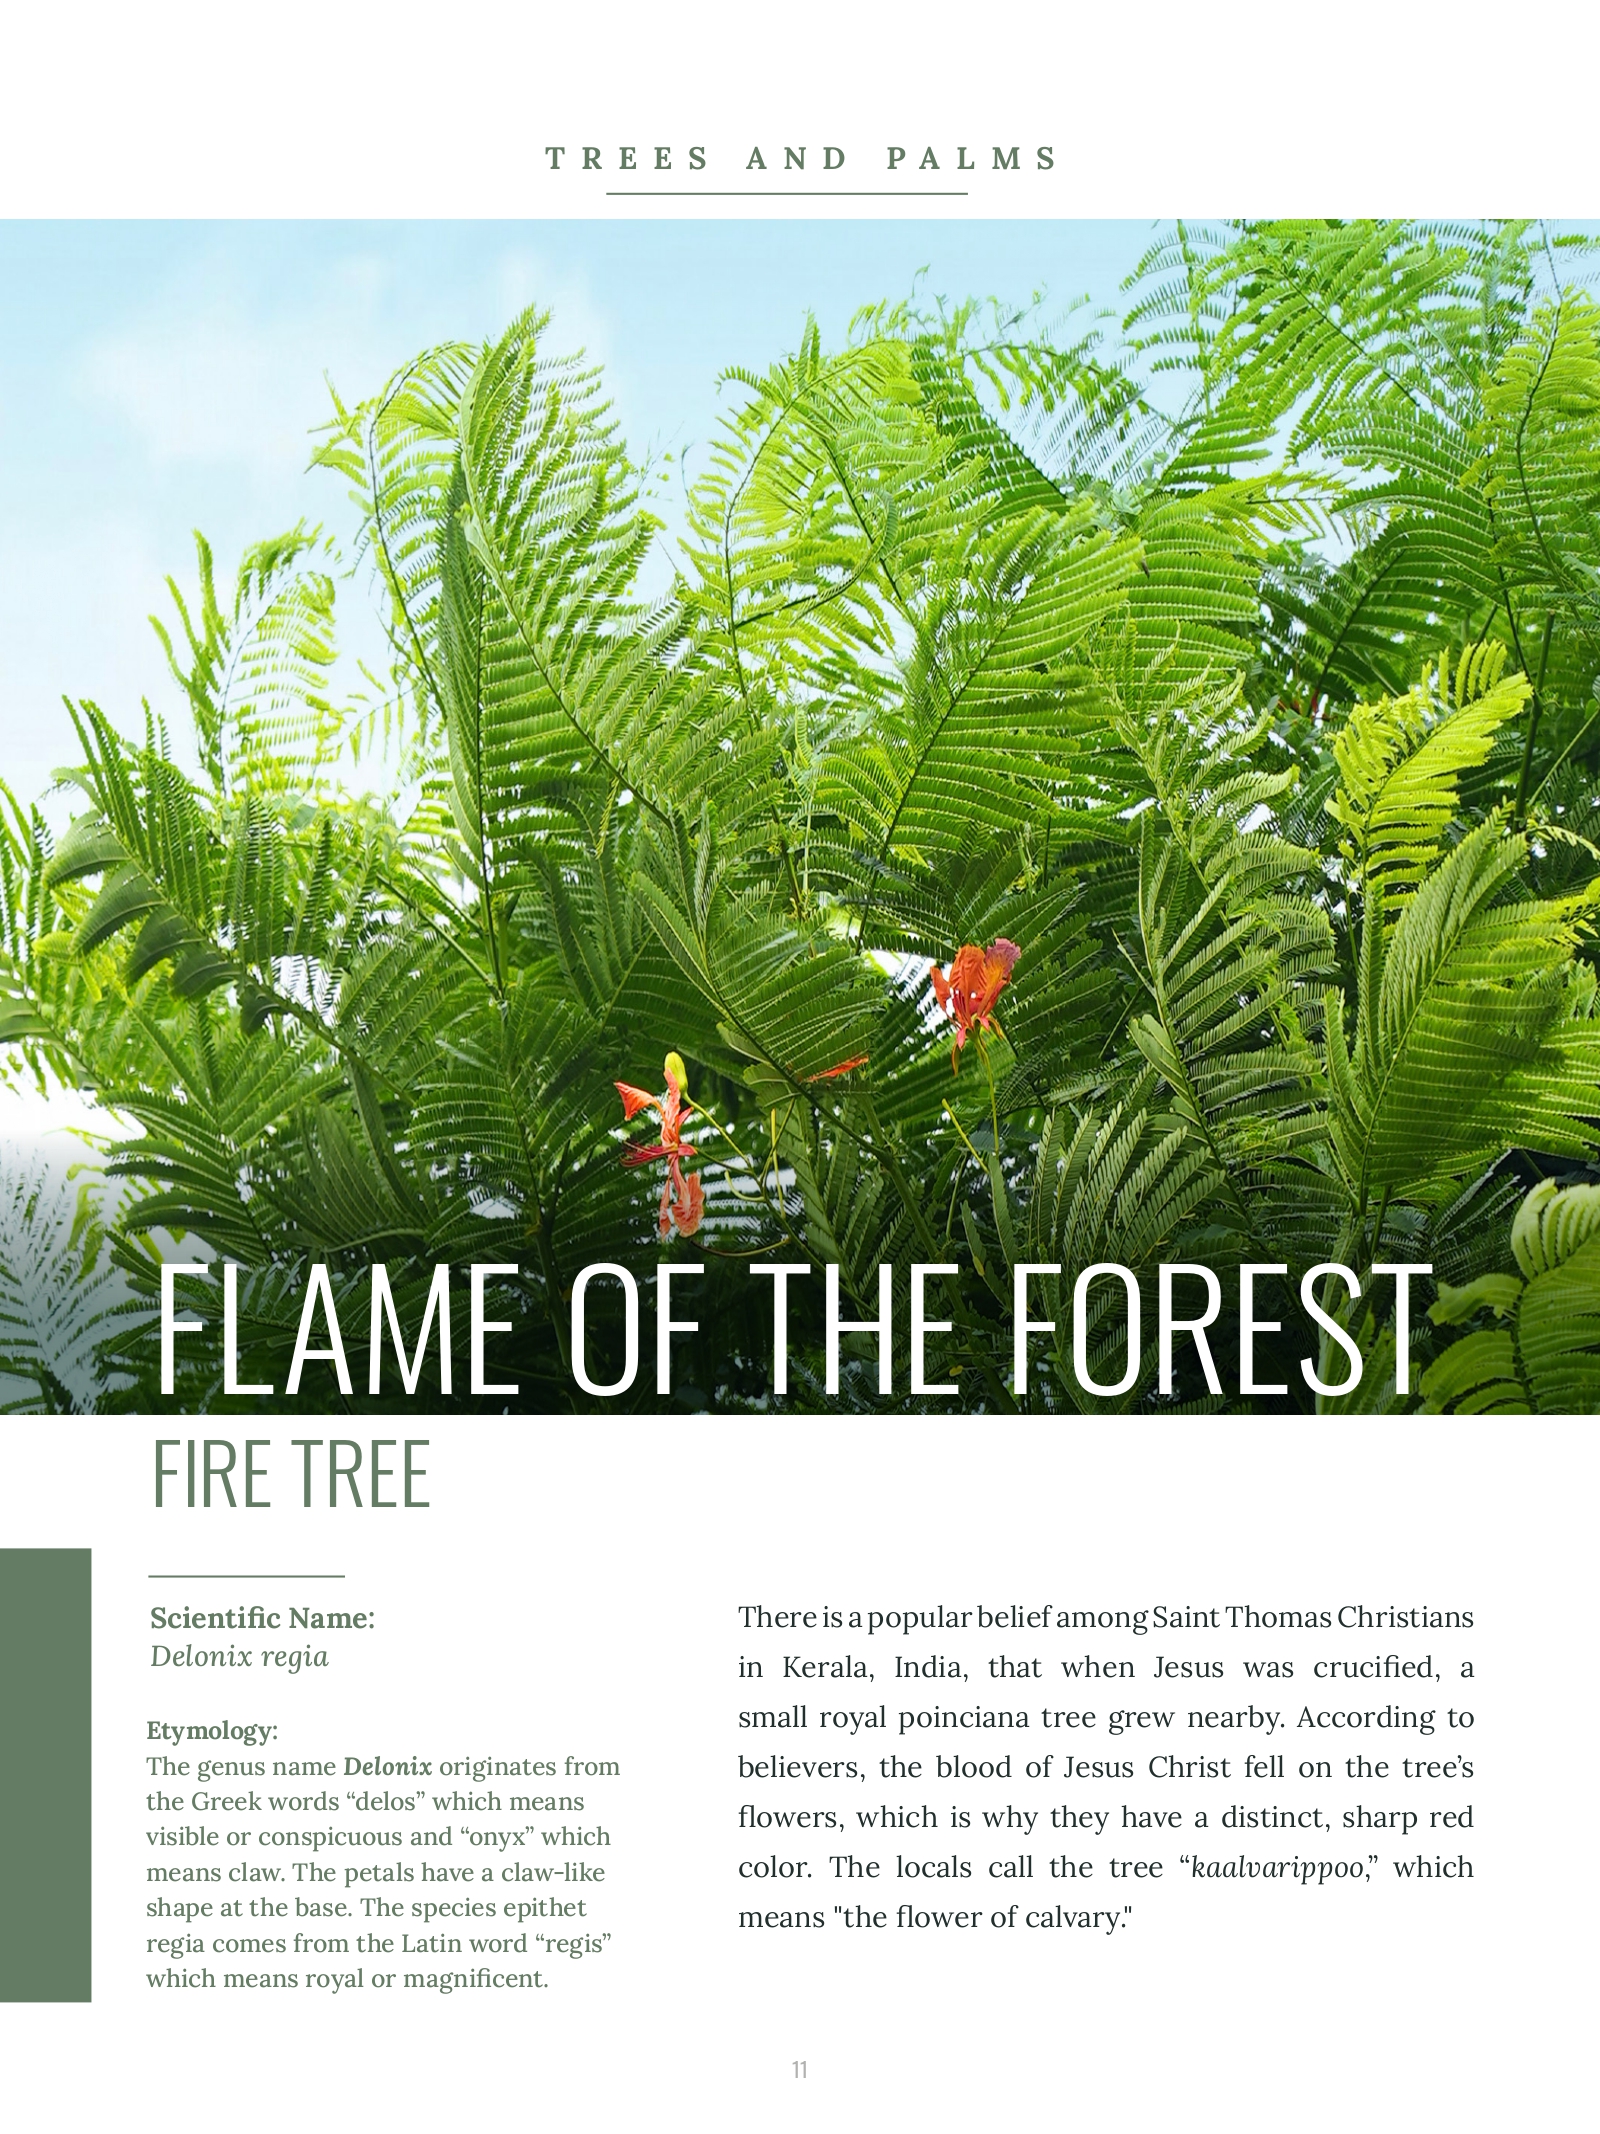 TREES AND PALMS
FLAME OF THE FOREST
FIRE TREE
Scientific Name:
Delonix regia
Etymology:
The genus name Delonix originates from
the Greek words “delos” which means
visible or conspicuous and “onyx” which
means claw. The petals have a claw-like
shape at the base. The species epithet
regia comes from the Latin word “regis”
which means royal or magnificent.
There is a popular belief among Saint Thomas Christians
in Kerala, India, that when Jesus was crucified, a
small royal poinciana tree grew nearby. According to
believers, the blood of Jesus Christ fell on the tree’s
flowers, which is why they have a distinct, sharp red
color. The locals call the tree “kaalvarippoo,” which
means "the flower of calvary."
11